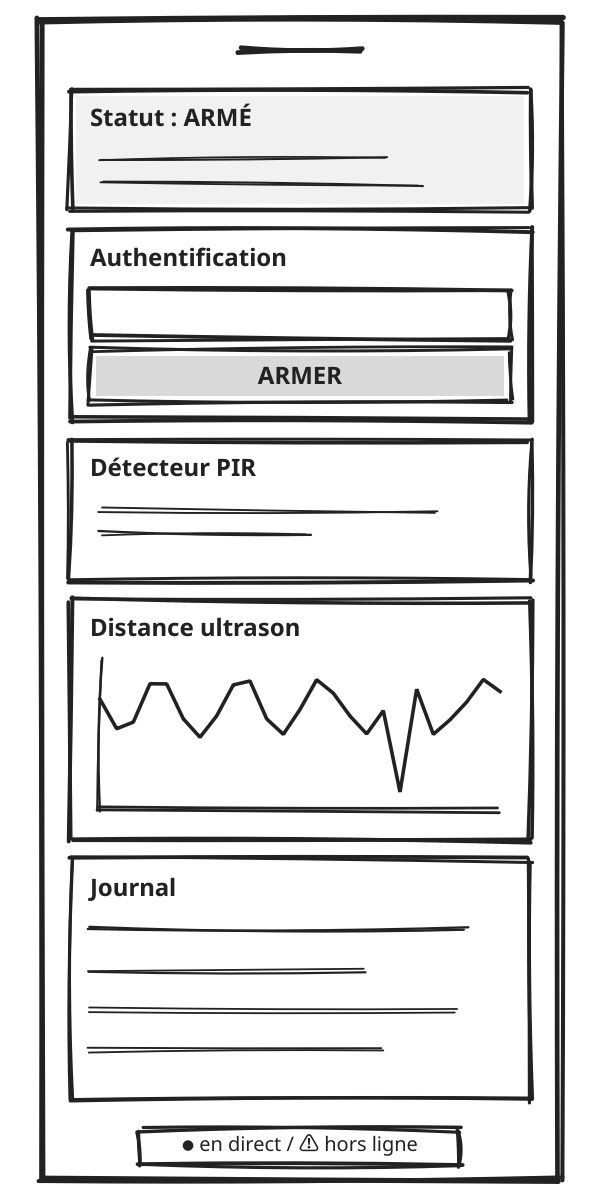 Statut : ARMÉ
Authentification
ARMER
Détecteur PIR
Distance ultrason
Journal
● en direct / ⚠ hors ligne